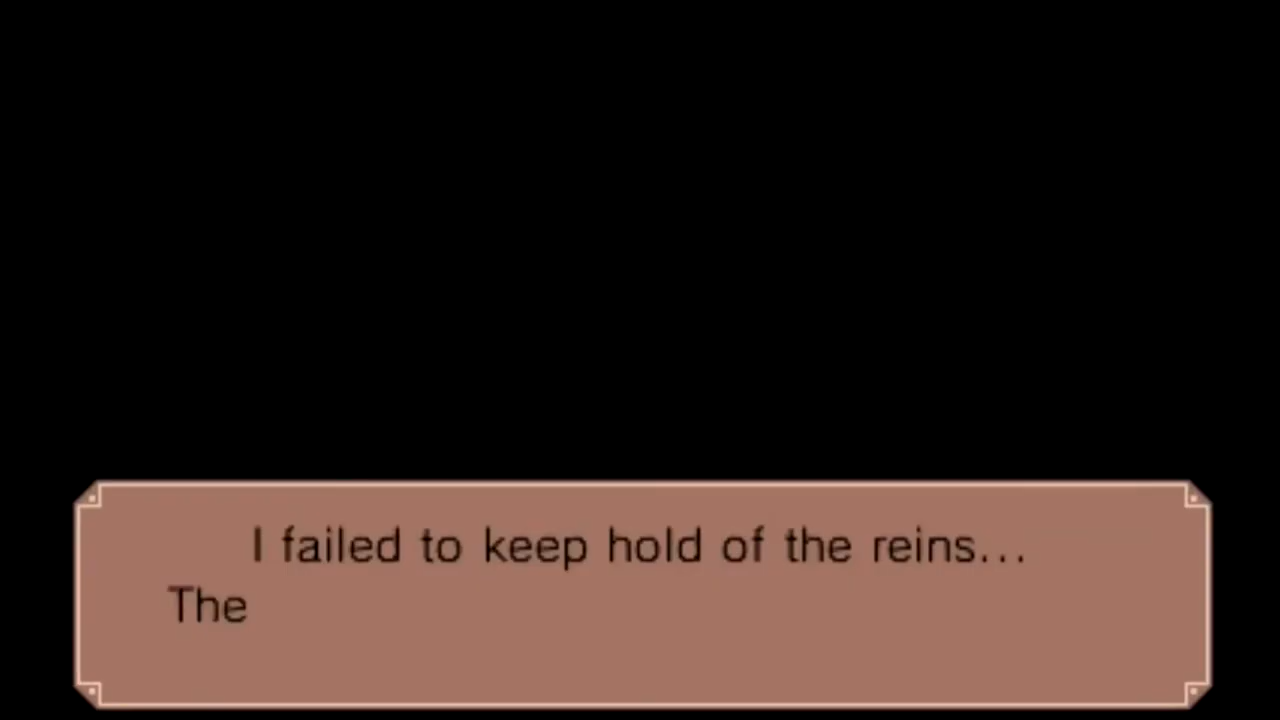 I failed to keep hold of the reins...
The